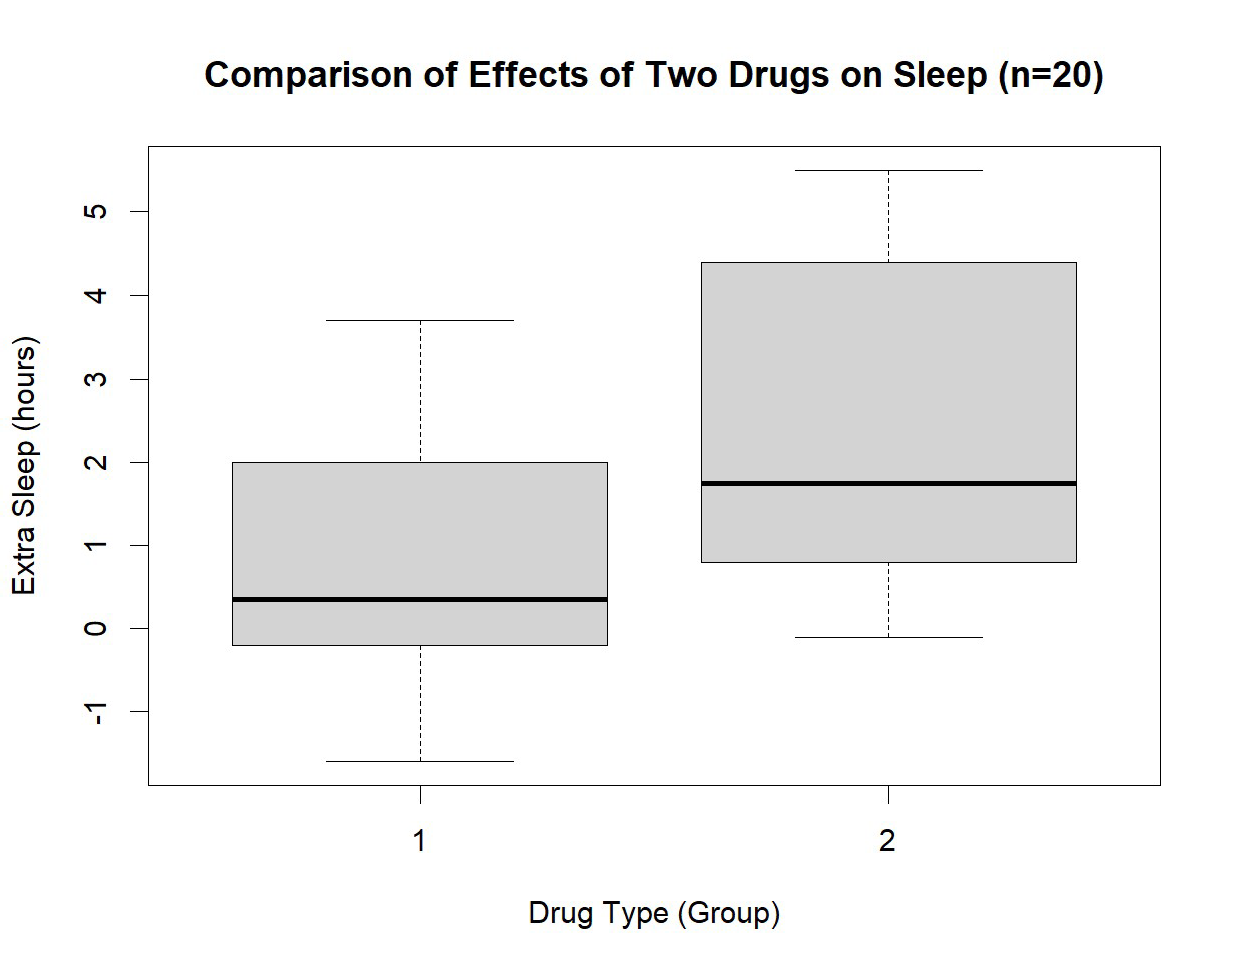 Comparison of Effects of Two Drugs on Sleep (n=20)
Extra Sleep (hours)
5
4
3
2
1
0
-1
1 2
Drug Type (Group)